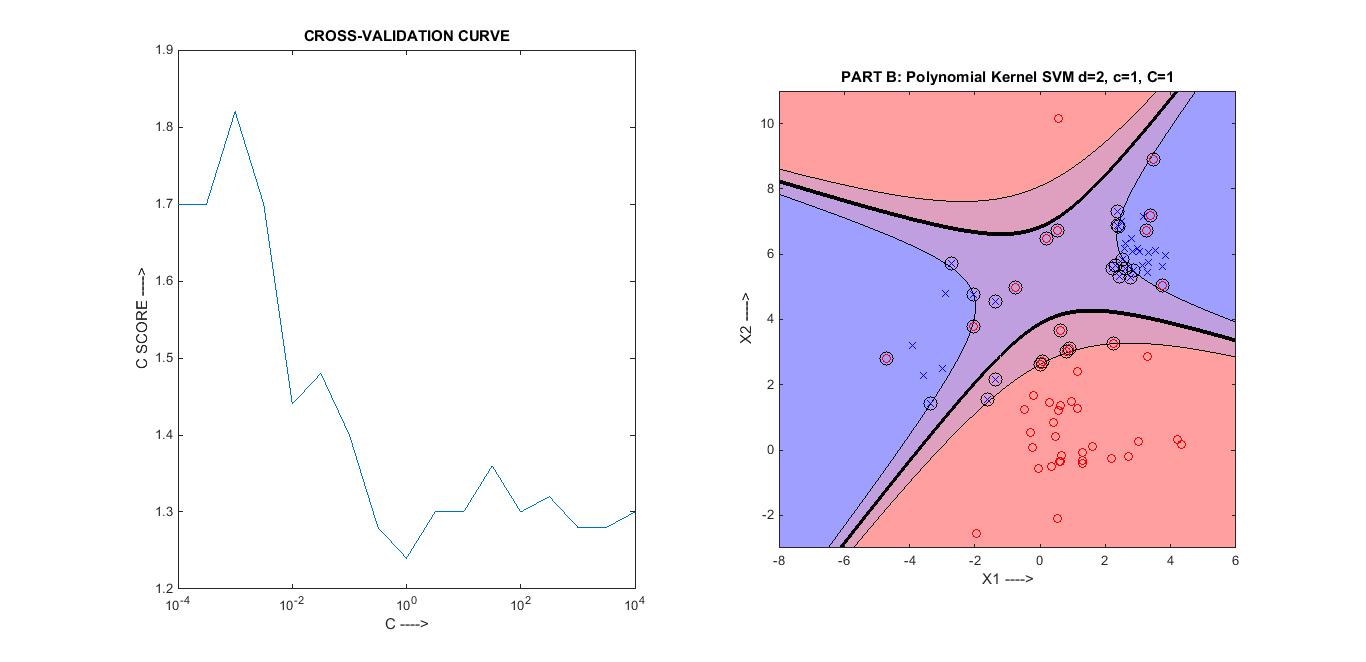 CROSS-VALIDATION CURVE
1.9
1.8
1.7
1.6
1.5
1.4
1.3
1.2
C SCORE ---->
10^-4 10^-2 10^0 10^2 10^4
C ---->
PART B: Polynomial Kernel SVM d=2, c=1, C=1
10
8
6
4
2
0
-2
X2 ---->
-8 -6 -4 -2 0 2 4 6
X1 ---->